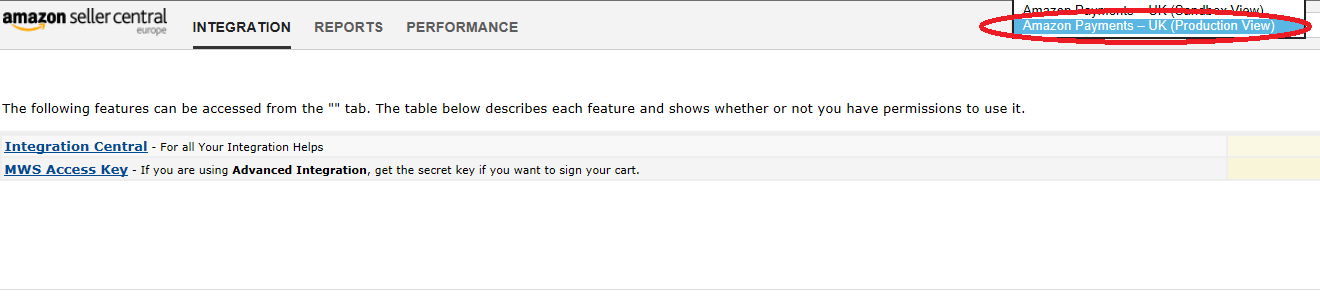 amazon seller central
europe
INTEGRATION REPORTS PERFORMANCE
Amazon Payments – UK (Sandbox View)
Amazon Payments – UK (Production View)
The following features can be accessed from the "" tab. The table below describes each feature and shows whether or not you have permissions to use it.
Integration Central - For all Your Integration Helps
MWS Access Key - If you are using Advanced Integration, get the secret key if you want to sign your cart.